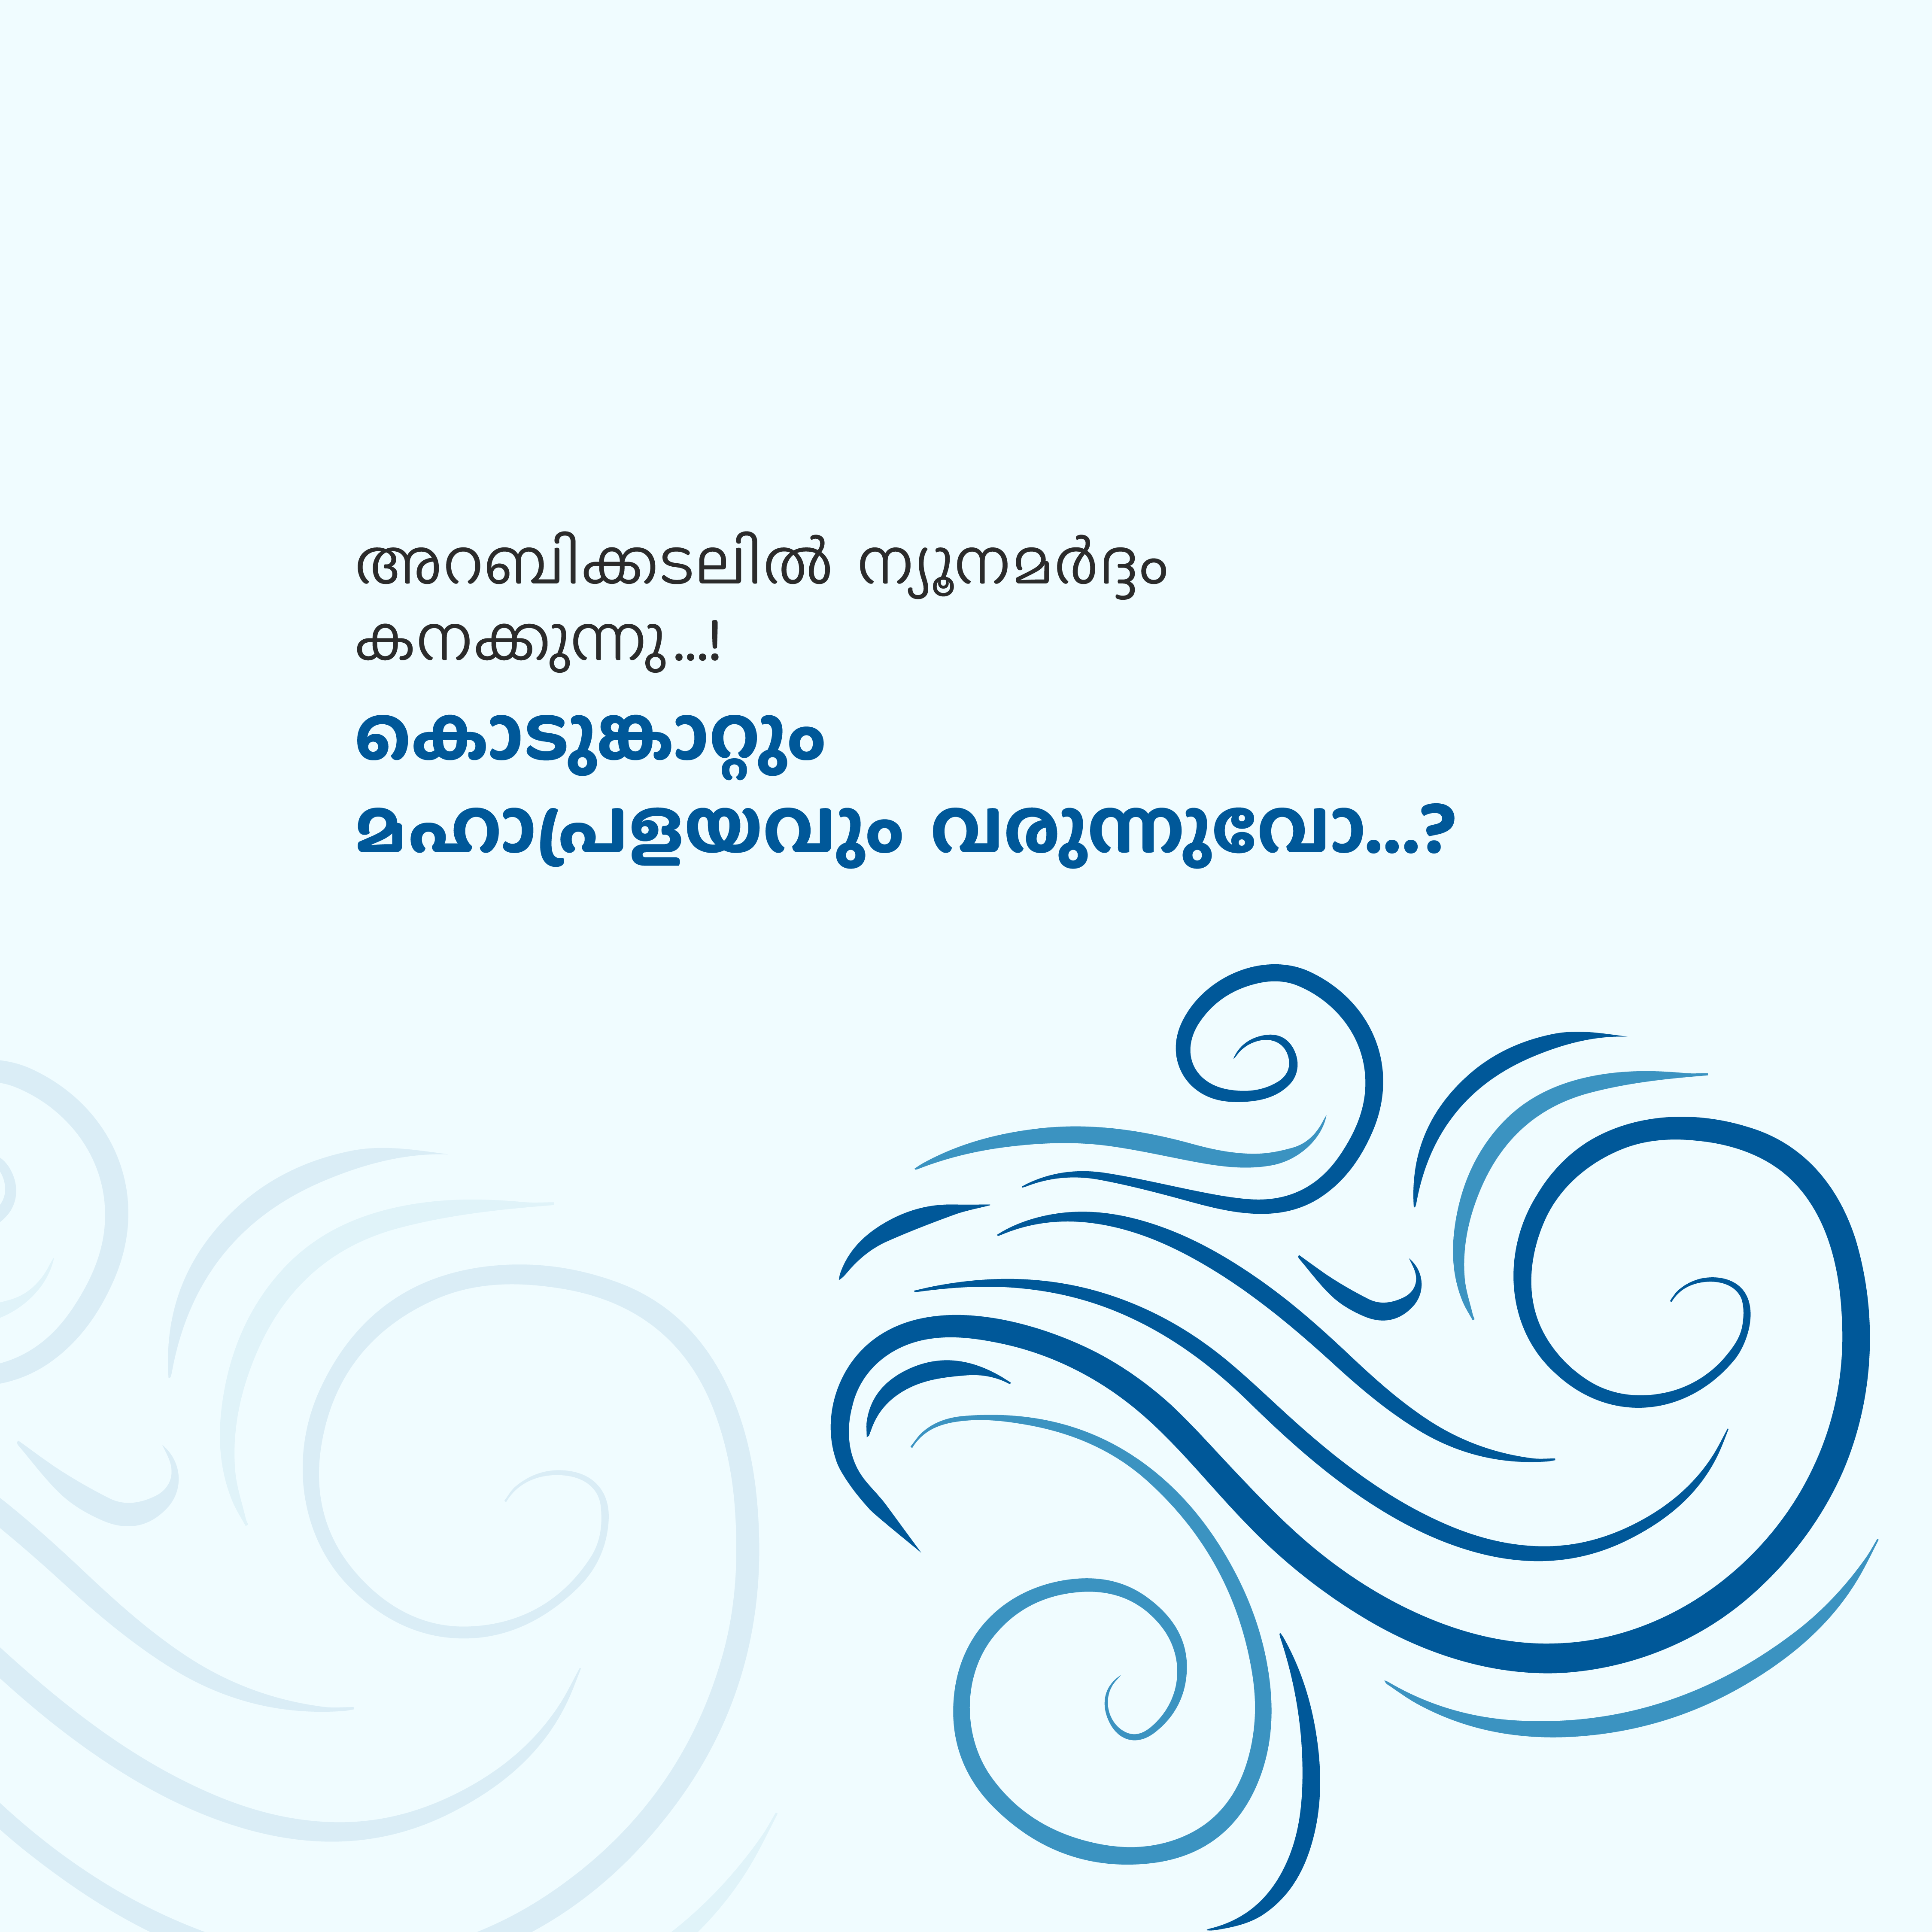 അറബിക്കടലിൽ ന്യൂനമർദ്ദം
കനക്കുന്നു....!
കൊടുങ്കാറ്റും
മഹാപ്രളയവും വരുന്നുവോ....?